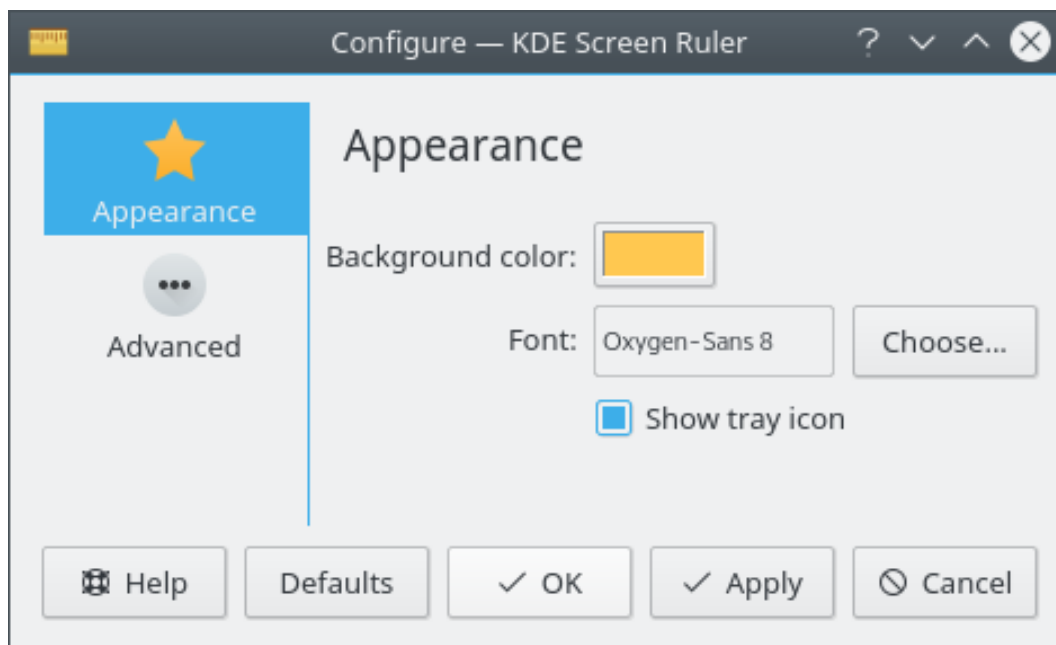 Configure — KDE Screen Ruler
Appearance
Appearance
Advanced
Background color:
Font: Oxygen-Sans 8 Choose...
Show tray icon
Help Defaults OK Apply Cancel